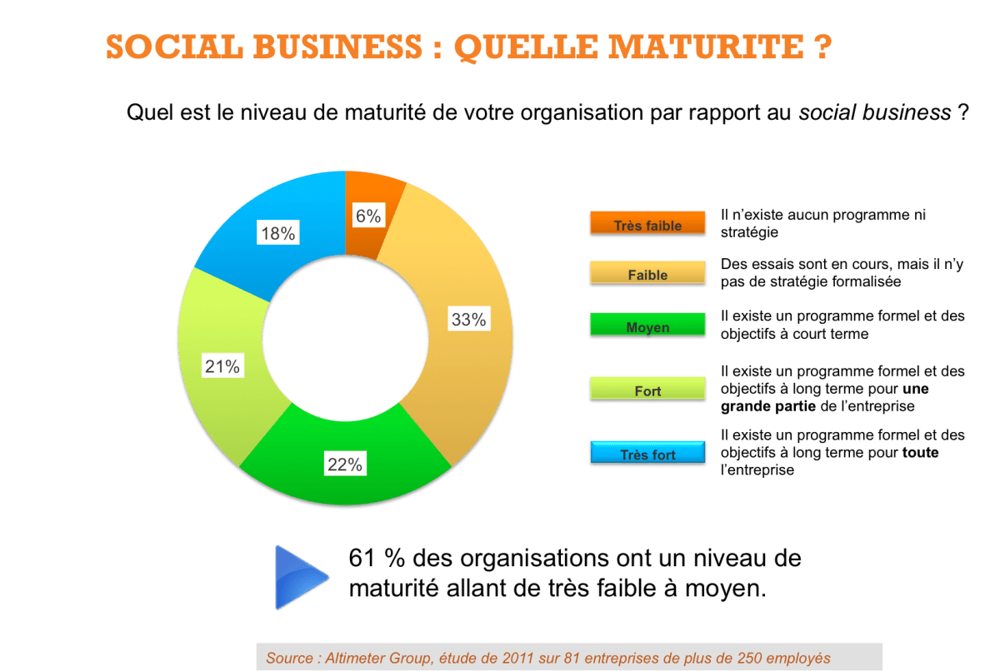 SOCIAL BUSINESS : QUELLE MATURITE ?
Quel est le niveau de maturité de votre organisation par rapport au social business ?
6%
18%
33%
21%
22%
Très faible
Il n’existe aucun programme ni
stratégie
Faible
Des essais sont en cours, mais il n’y
pas de stratégie formalisée
Moyen
Il existe un programme formel et des
objectifs à court terme
Fort
Il existe un programme formel et des
objectifs à long terme pour une
grande partie de l’entreprise
Très fort
Il existe un programme formel et des
objectifs à long terme pour toute
l’entreprise
61 % des organisations ont un niveau de
maturité allant de très faible à moyen.
Source : Altimeter Group, étude de 2011 sur 81 entreprises de plus de 250 employés